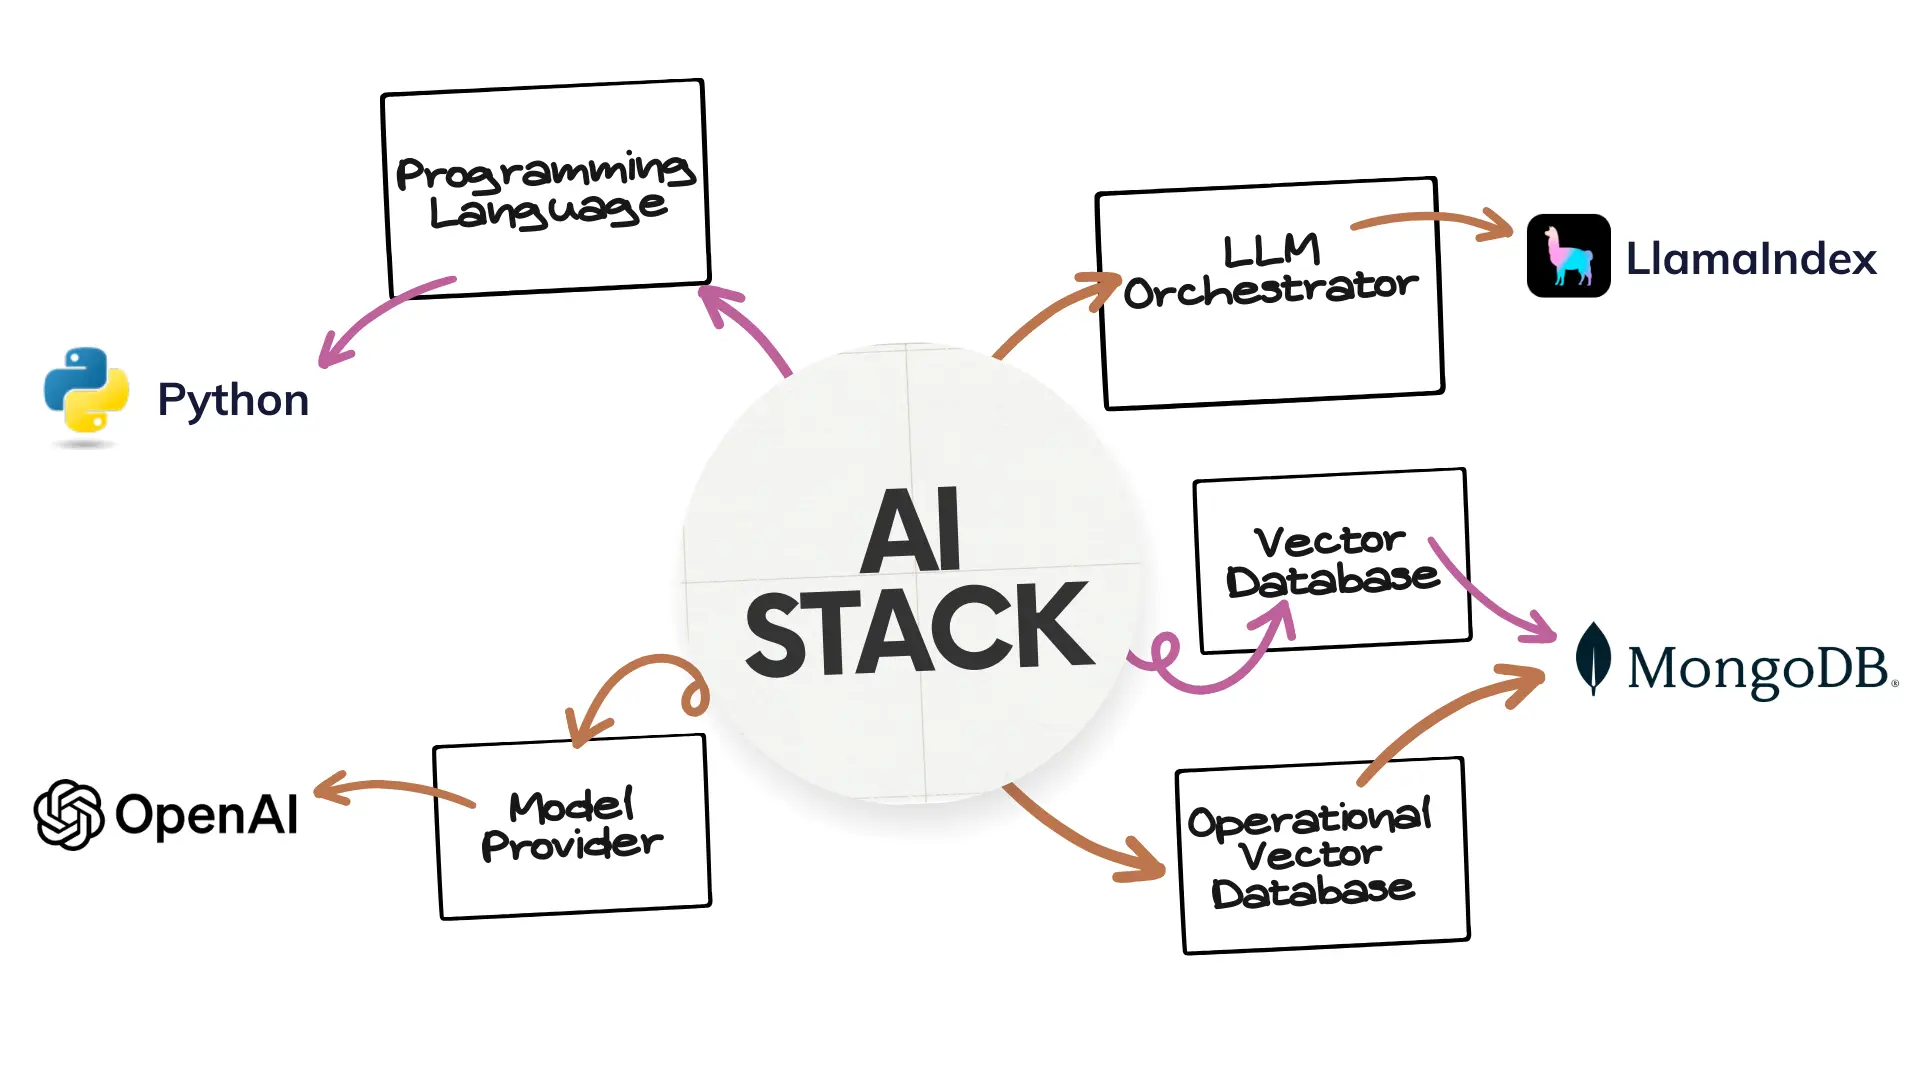 Programming
Language
LLM
Orchestrator
LlamaIndex
Python
AI
STACK
Vector
Database
MongoDB®
Model
Provider
OpenAI
Operational
Vector
Database